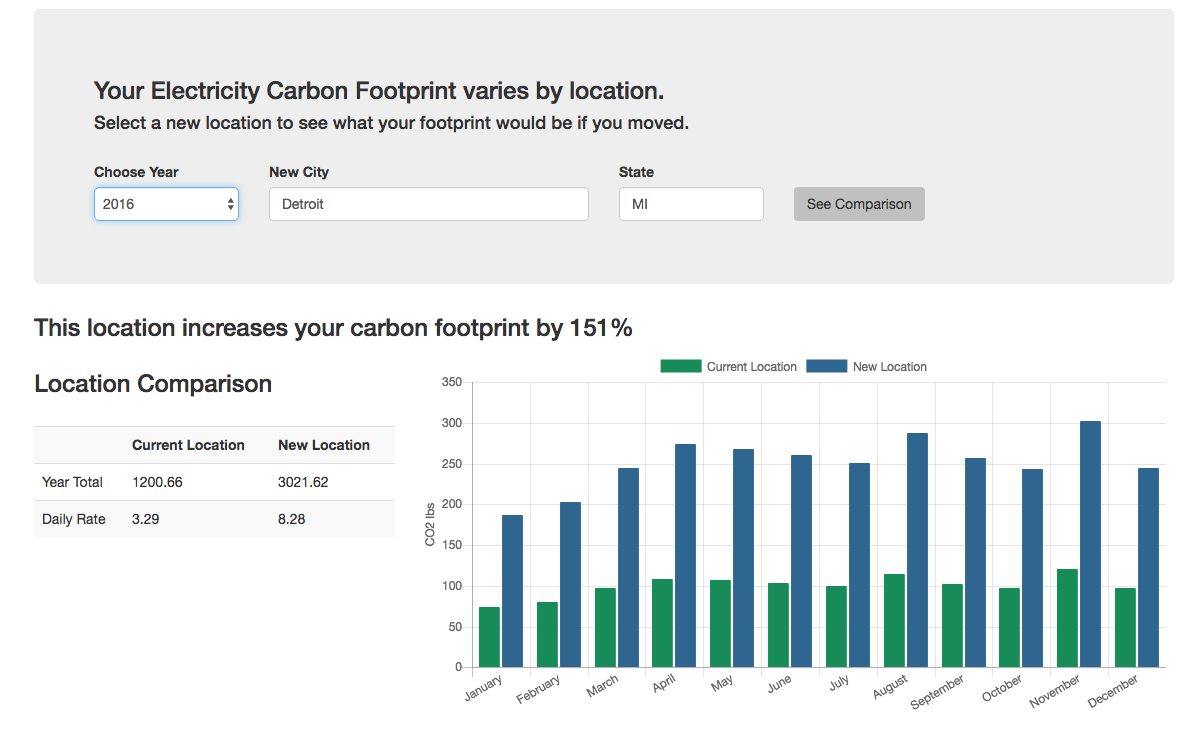 Your Electricity Carbon Footprint varies by location.
Select a new location to see what your footprint would be if you moved.
Choose Year New City State
2016 Detroit MI See Comparison
This location increases your carbon footprint by 151%
Location Comparison
Current Location New Location
Year Total 1200.66 3021.62
Daily Rate 3.29 8.28
Current Location New Location
350
300
250
200
150
100
50
0
CO2 lbs
January February March April May June July August September October November December